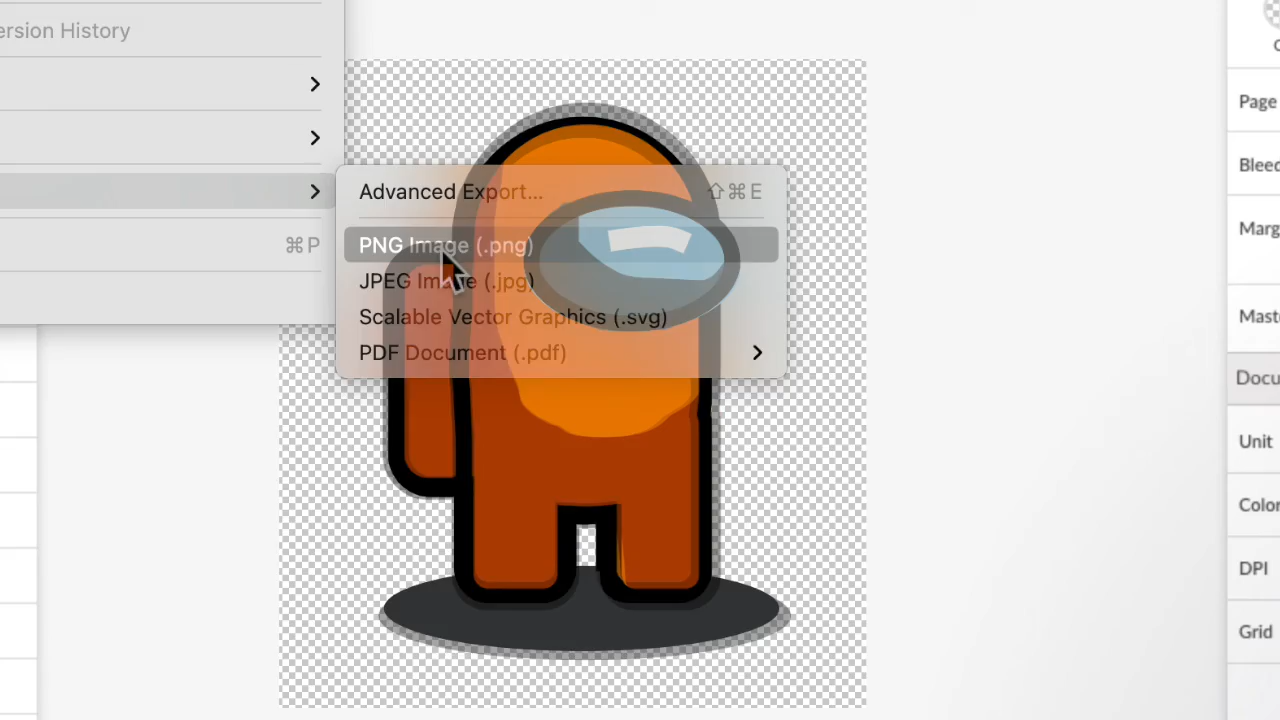 ersion History
Advanced Export... ⇧⌘E
PNG Image (.png)
⌘P
JPEG Image (.jpg)
Scalable Vector Graphics (.svg)
PDF Document (.pdf)
Page
Bleed
Marg
Maste
Docu
Unit
Color
DPI
Grid